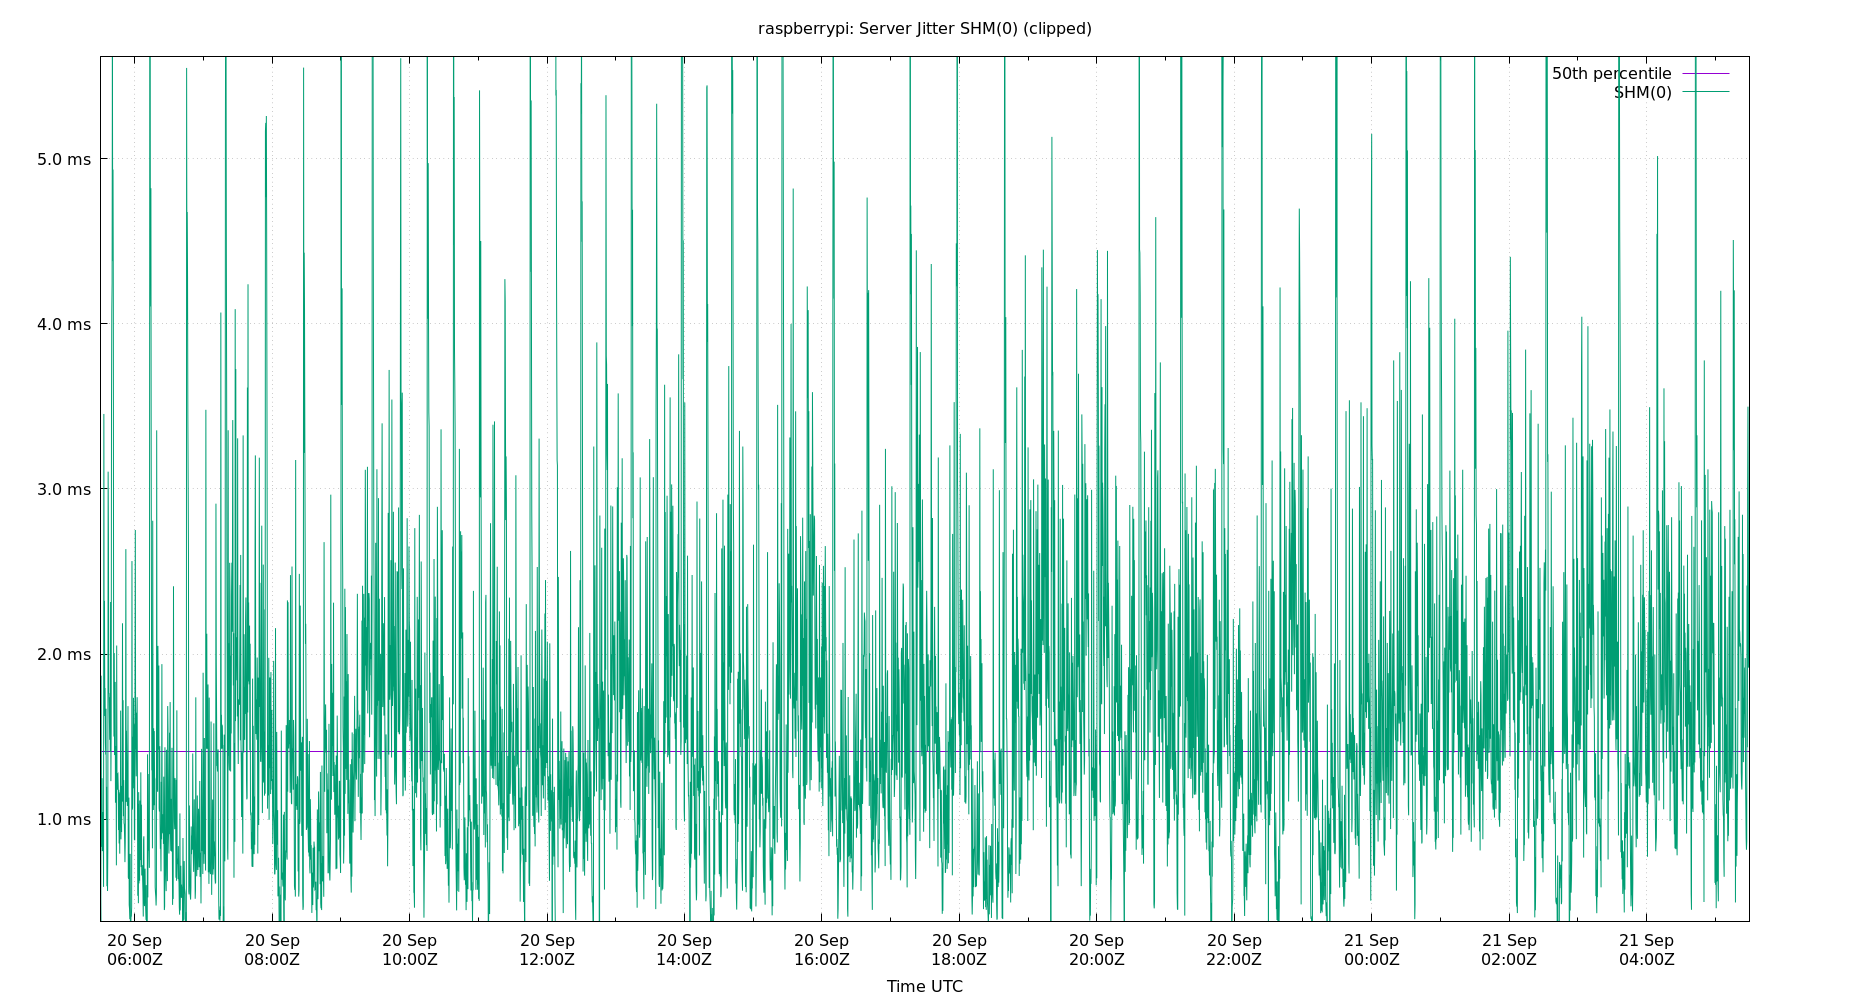 raspberrypi: Server Jitter SHM(0) (clipped)
50th percentile
SHM(0)
5.0 ms
4.0 ms
3.0 ms
2.0 ms
1.0 ms
20 Sep 20 Sep 20 Sep 20 Sep 20 Sep 20 Sep 20 Sep 20 Sep 20 Sep 21 Sep 21 Sep 21 Sep
06:00Z 08:00Z 10:00Z 12:00Z 14:00Z 16:00Z 18:00Z 20:00Z 22:00Z 00:00Z 02:00Z 04:00Z
Time UTC